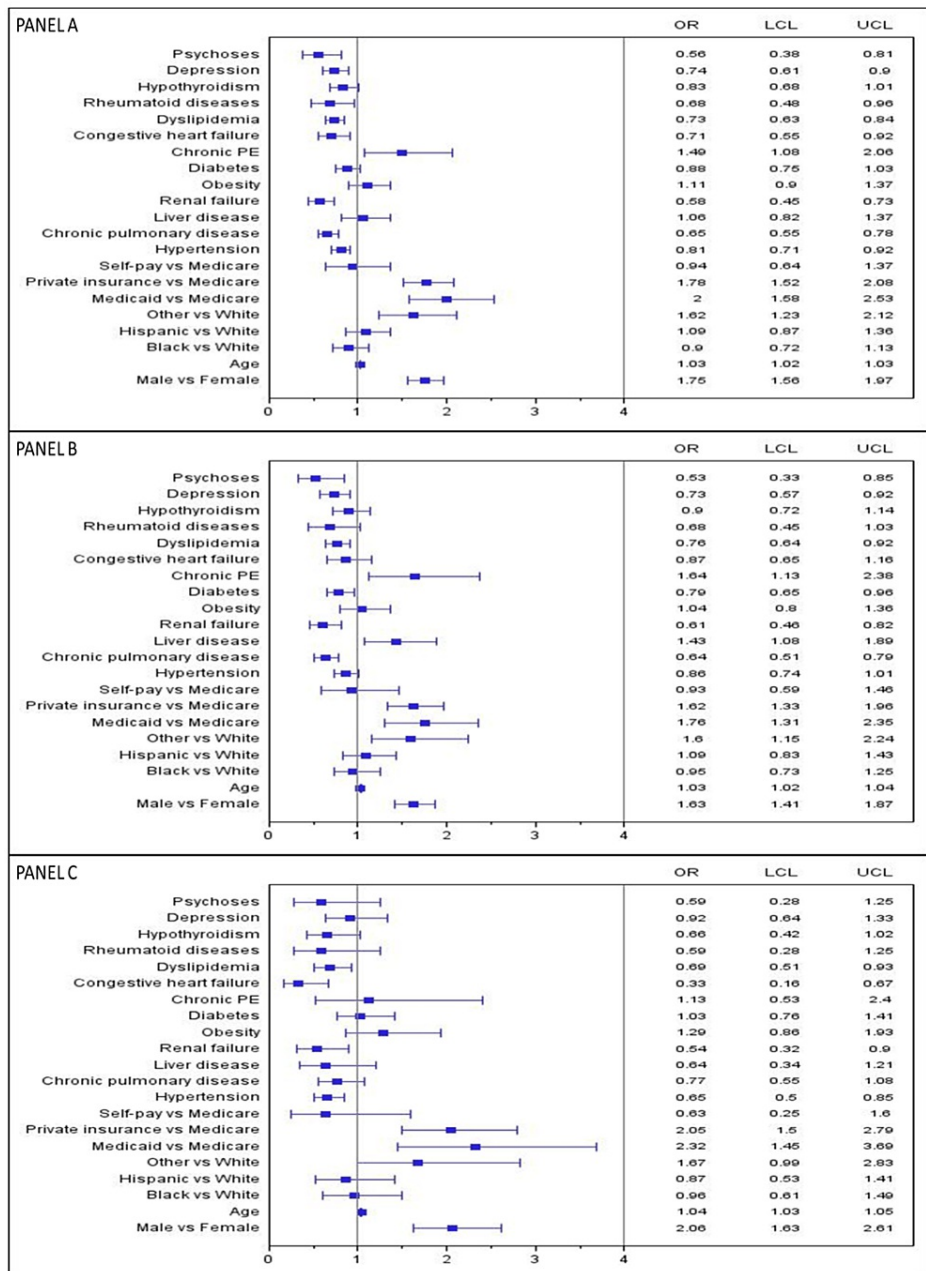 PANEL A OR LCL UCL
Psychoses 0.56 0.38 0.81
Depression 0.74 0.61 0.9
Hypothyroidism 0.83 0.68 1.01
Rheumatoid diseases 0.68 0.48 0.96
Dyslipidemia 0.73 0.63 0.84
Congestive heart failure 0.71 0.55 0.92
Chronic PE 1.49 1.08 2.06
Diabetes 0.88 0.75 1.03
Obesity 1.11 0.9 1.37
Renal failure 0.58 0.45 0.73
Liver disease 1.06 0.82 1.37
Chronic pulmonary disease 0.65 0.55 0.78
Hypertension 0.81 0.71 0.92
Self-pay vs Medicare 0.94 0.64 1.37
Private insurance vs Medicare 1.78 1.52 2.08
Medicaid vs Medicare 2 1.58 2.53
Other vs White 1.62 1.23 2.12
Hispanic vs White 1.09 0.87 1.36
Black vs White 0.9 0.72 1.13
Age 1.03 1.02 1.03
Male vs Female 1.75 1.56 1.97
0 1 2 3 4
PANEL B OR LCL UCL
Psychoses 0.53 0.33 0.85
Depression 0.73 0.57 0.92
Hypothyroidism 0.9 0.72 1.14
Rheumatoid diseases 0.68 0.45 1.03
Dyslipidemia 0.76 0.64 0.92
Congestive heart failure 0.87 0.65 1.16
Chronic PE 1.64 1.13 2.38
Diabetes 0.79 0.65 0.96
Obesity 1.04 0.8 1.36
Renal failure 0.61 0.46 0.82
Liver disease 1.43 1.08 1.89
Chronic pulmonary disease 0.64 0.51 0.79
Hypertension 0.86 0.74 1.01
Self-pay vs Medicare 0.93 0.59 1.46
Private insurance vs Medicare 1.62 1.33 1.96
Medicaid vs Medicare 1.76 1.31 2.35
Other vs White 1.6 1.15 2.24
Hispanic vs White 1.09 0.83 1.43
Black vs White 0.95 0.73 1.25
Age 1.03 1.02 1.04
Male vs Female 1.63 1.41 1.87
0 1 2 3 4
PANEL C OR LCL UCL
Psychoses 0.59 0.28 1.25
Depression 0.92 0.64 1.33
Hypothyroidism 0.66 0.42 1.02
Rheumatoid diseases 0.59 0.28 1.25
Dyslipidemia 0.69 0.51 0.93
Congestive heart failure 0.33 0.16 0.67
Chronic PE 1.13 0.53 2.4
Diabetes 1.03 0.76 1.41
Obesity 1.29 0.86 1.93
Renal failure 0.54 0.32 0.9
Liver disease 0.64 0.34 1.21
Chronic pulmonary disease 0.77 0.55 1.08
Hypertension 0.65 0.5 0.85
Self-pay vs Medicare 0.63 0.25 1.6
Private insurance vs Medicare 2.05 1.5 2.79
Medicaid vs Medicare 2.32 1.45 3.69
Other vs White 1.67 0.99 2.83
Hispanic vs White 0.87 0.53 1.41
Black vs White 0.96 0.61 1.49
Age 1.04 1.03 1.05
Male vs Female 2.06 1.63 2.61
0 1 2 3 4